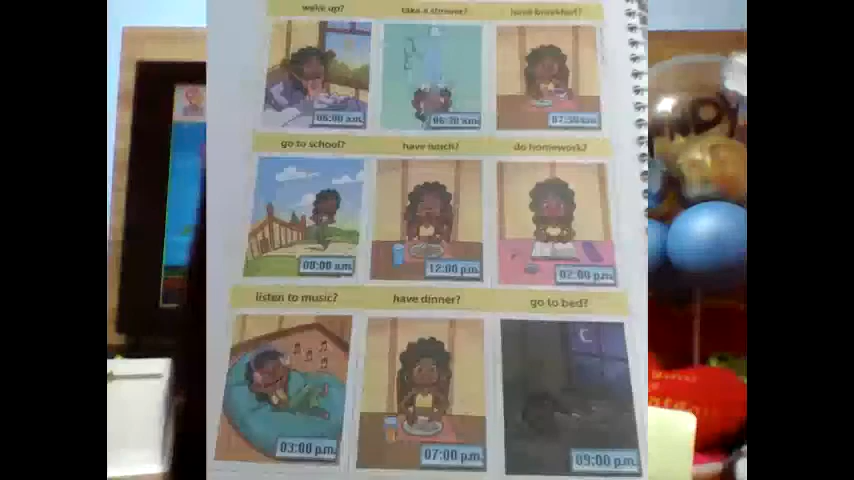 wake up?
take a shower?
have breakfast?
06:00 a.m.
06:30 a.m.
07:30 a.m.
go to school?
have lunch?
do homework?
08:00 a.m.
12:00 p.m.
02:00 p.m.
listen to music?
have dinner?
go to bed?
03:00 p.m.
07:00 p.m.
09:00 p.m.